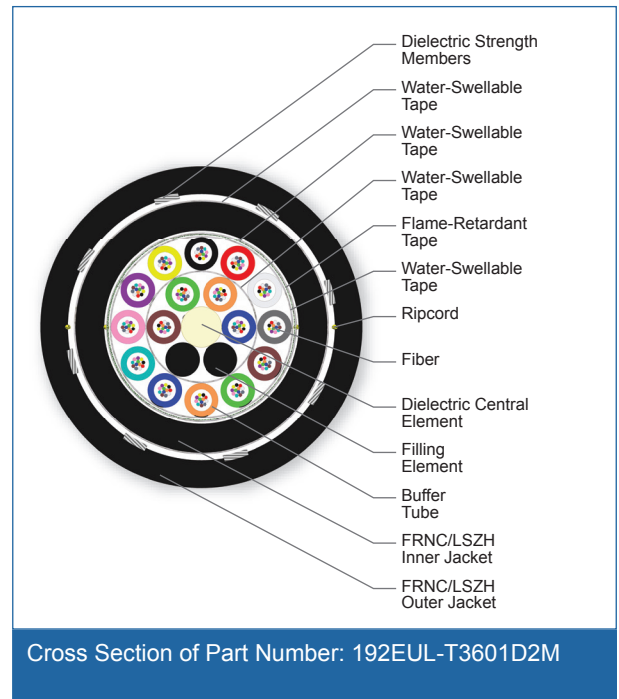 Dielectric Strength
Members
Water-Swellable
Tape
Water-Swellable
Tape
Water-Swellable
Tape
Flame-Retardant
Tape
Water-Swellable
Tape
Ripcord
Fiber
Dielectric Central
Element
Filling
Element
Buffer
Tube
FRNC/LSZH
Inner Jacket
FRNC/LSZH
Outer Jacket
Cross Section of Part Number: 192EUL-T3601D2M